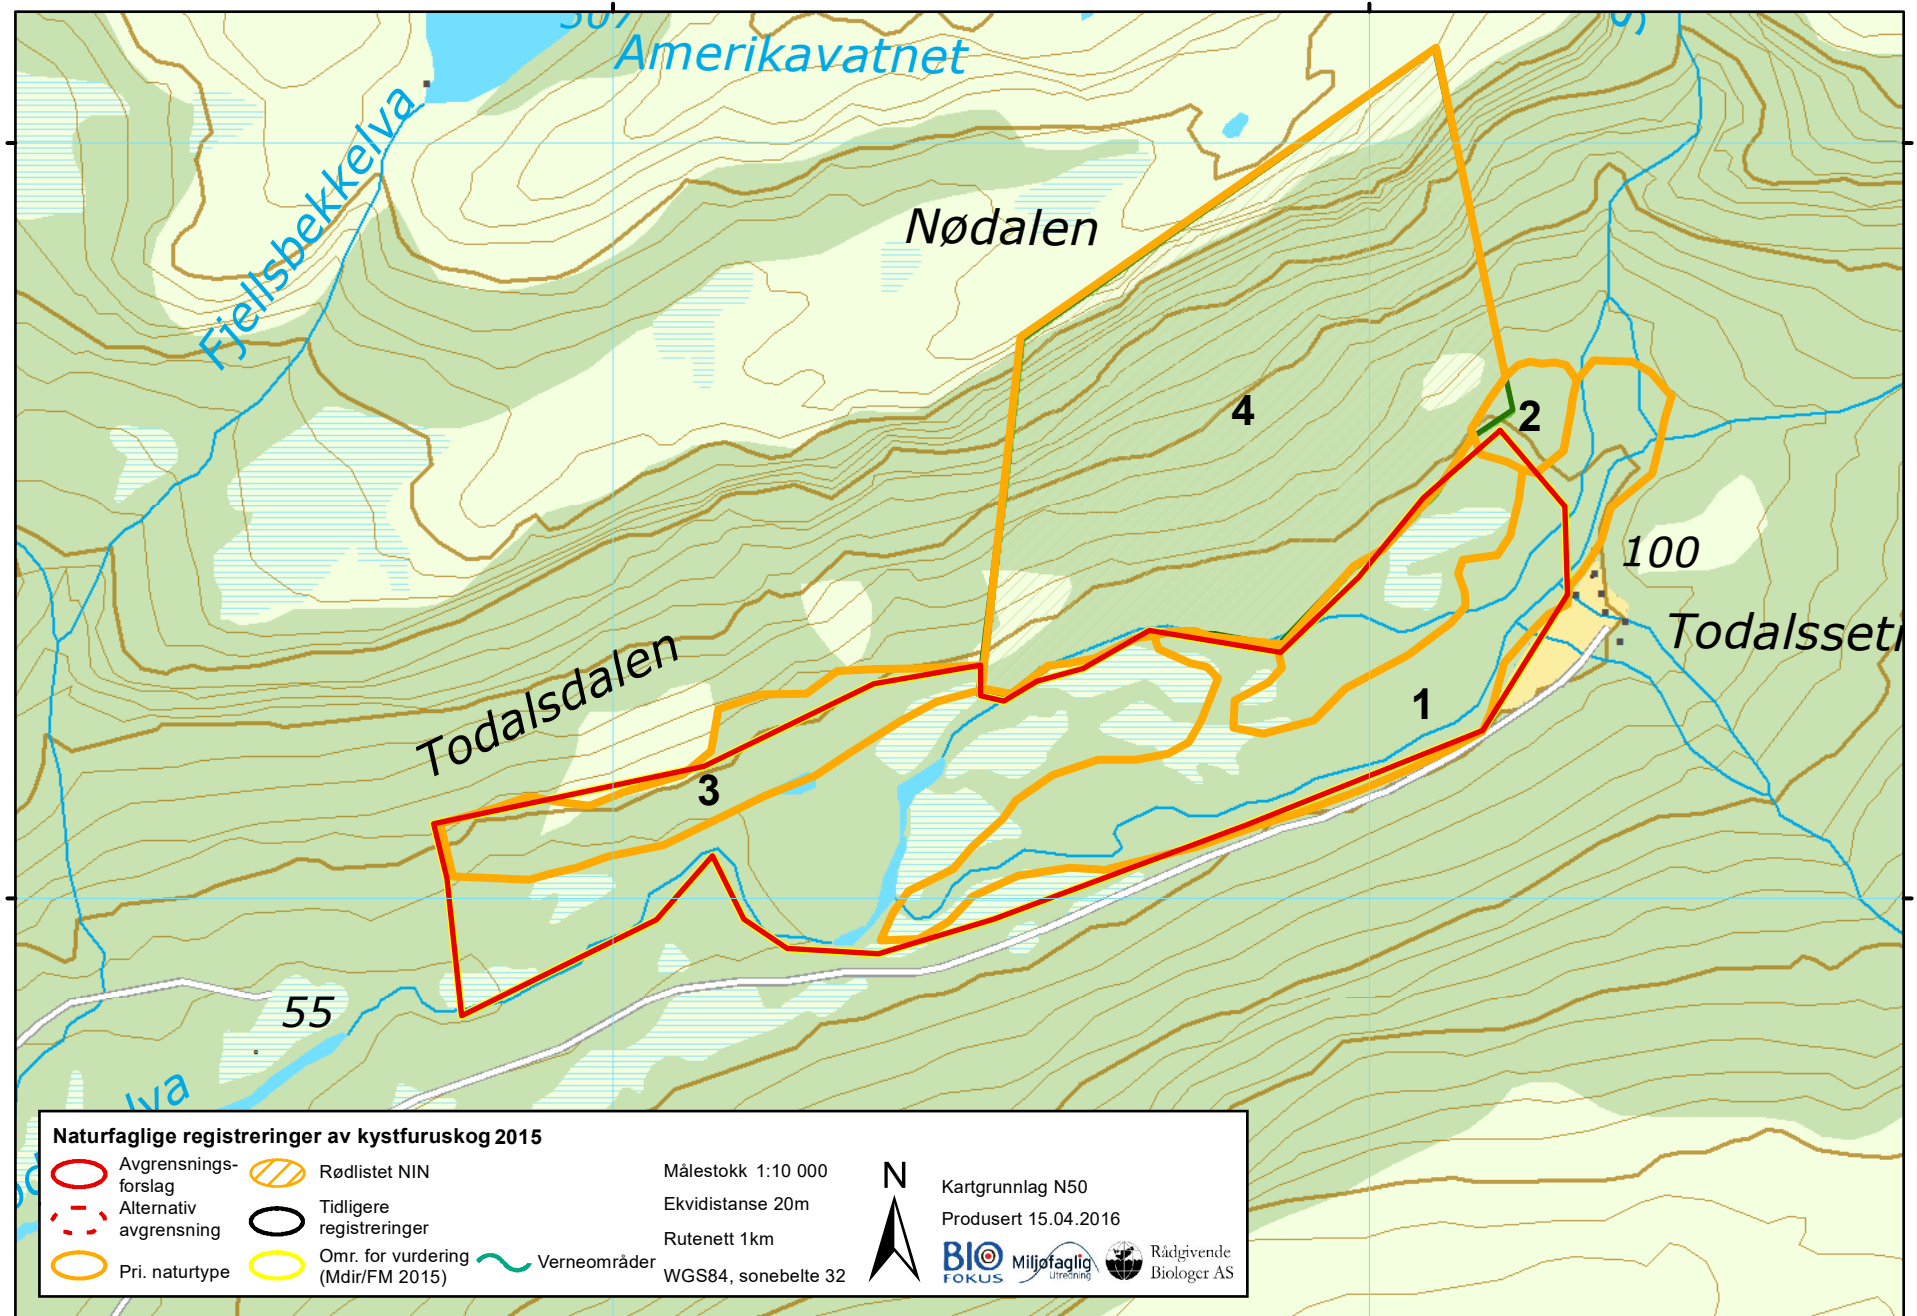 307
Amerikavatnet
Fjellsbekkelva
Nødalen
4
2
100
Todalsseti
Todalsdalen
1
3
55
lva
Naturfaglige registreringer av kystfuruskog 2015
Avgrensnings-
forslag
Alternativ
avgrensning
Pri. naturtype
Rødlistet NIN
Tidligere
registreringer
Omr. for vurdering
(Mdir/FM 2015)
Verneområder
Målestokk 1:10 000
Ekvidistanse 20m
Rutenett 1km
WGS84, sonebelte 32
N
Kartgrunnlag N50
Produsert 15.04.2016
BIO
FOKUS
Miljøfaglig
Utredning
Rådgivende
Biologer AS